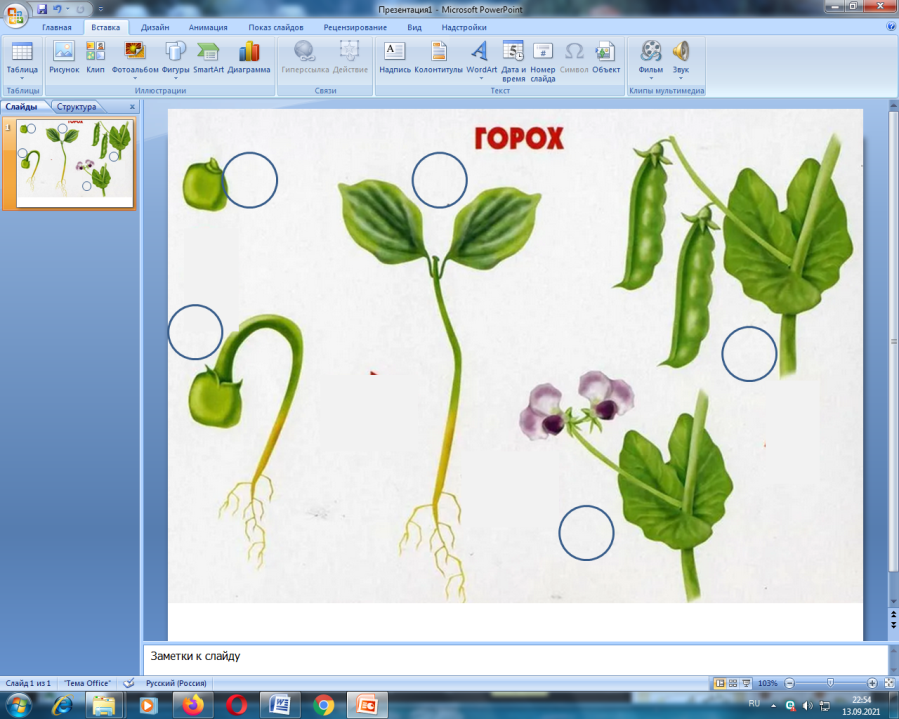 Презентация1 - Microsoft PowerPoint
Главная Вставка Дизайн Анимация Показ слайдов Рецензирование Вид Надстройки
Таблица Рисунок Клип Фотоальбом Фигуры SmartArt Диаграмма Гиперссылка Действие Надпись Колонтитулы WordArt Дата и время Номер слайда Символ Объект Фильм Звук
Таблицы Иллюстрации Связи Текст Клипы мультимедиа
Слайды Структура
1
ГОРОХ
Заметки к слайду
Слайд 1 из 1 "Тема Office" Русский (Россия) 103%
RU 22:54
13.09.2021